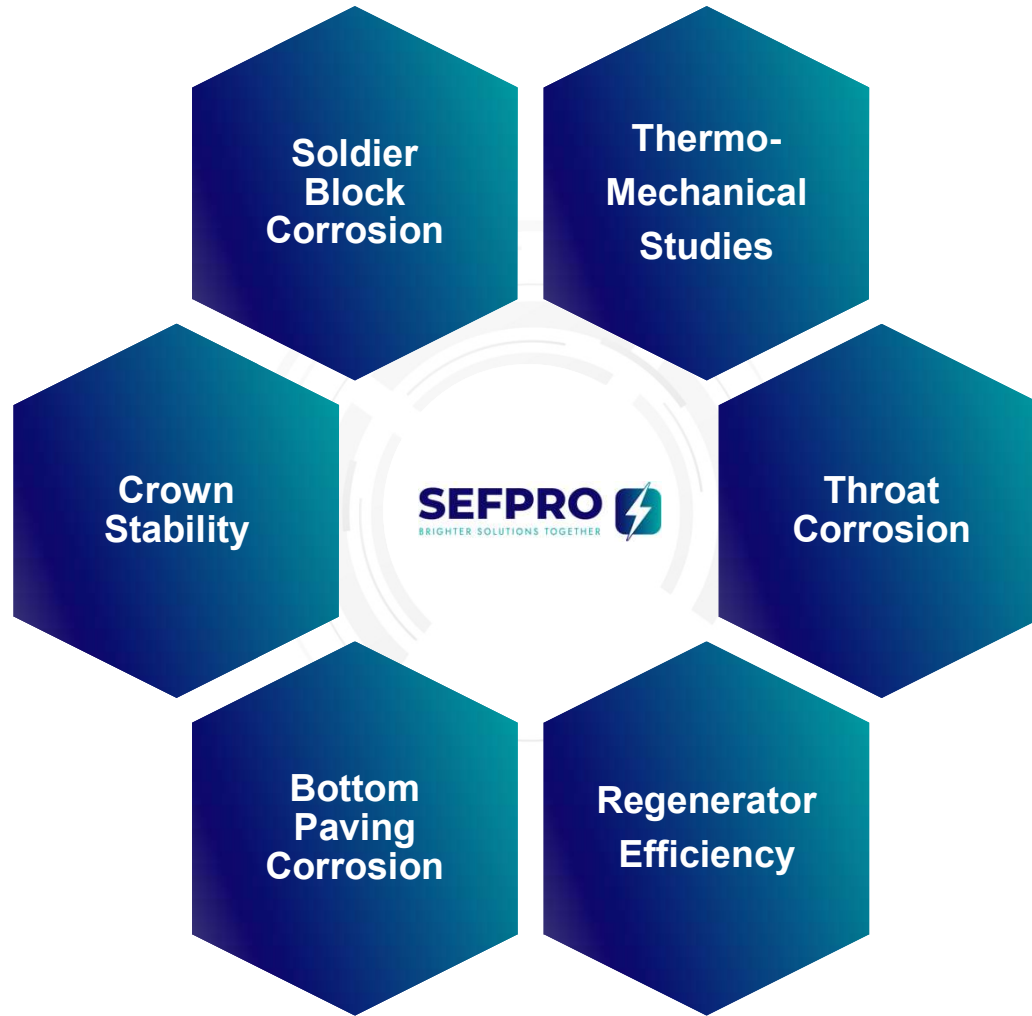 Soldier
Block
Corrosion
Thermo-
Mechanical
Studies
Crown
Stability
SEFPRO
BRIGHTER SOLUTIONS TOGETHER
Throat
Corrosion
Bottom
Paving
Corrosion
Regenerator
Efficiency